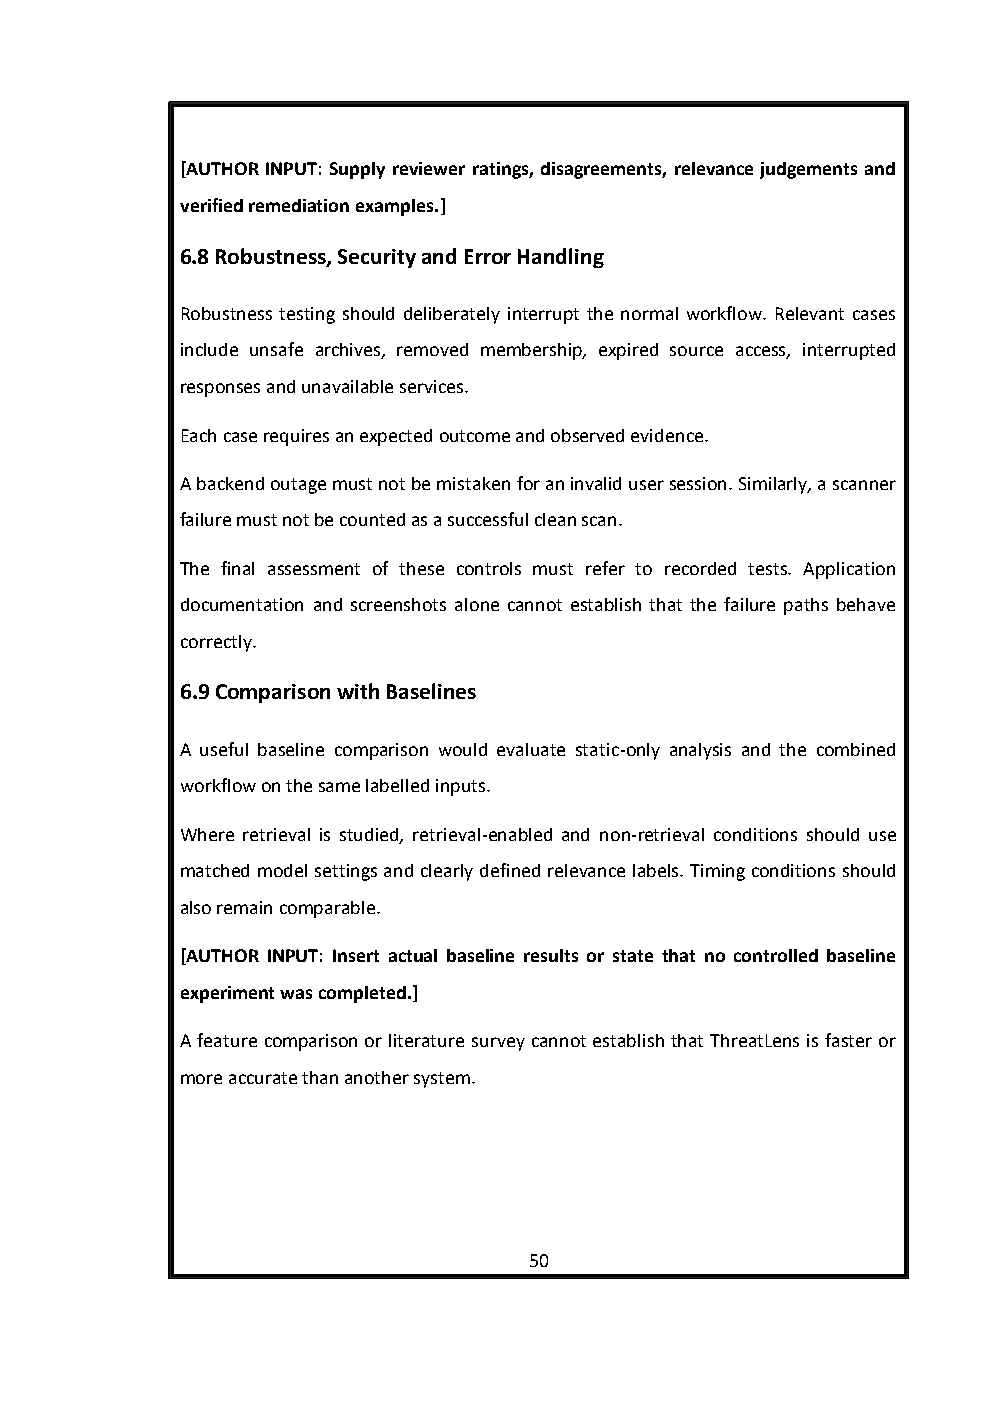 [AUTHOR INPUT: Supply reviewer ratings, disagreements, relevance judgements and
verified remediation examples.]
6.8 Robustness, Security and Error Handling
Robustness testing should deliberately interrupt the normal workflow. Relevant cases
include unsafe archives, removed membership, expired source access, interrupted
responses and unavailable services.
Each case requires an expected outcome and observed evidence.
A backend outage must not be mistaken for an invalid user session. Similarly, a scanner
failure must not be counted as a successful clean scan.
The final assessment of these controls must refer to recorded tests. Application
documentation and screenshots alone cannot establish that the failure paths behave
correctly.
6.9 Comparison with Baselines
A useful baseline comparison would evaluate static-only analysis and the combined
workflow on the same labelled inputs.
Where retrieval is studied, retrieval-enabled and non-retrieval conditions should use
matched model settings and clearly defined relevance labels. Timing conditions should
also remain comparable.
[AUTHOR INPUT: Insert actual baseline results or state that no controlled baseline
experiment was completed.]
A feature comparison or literature survey cannot establish that ThreatLens is faster or
more accurate than another system.
50